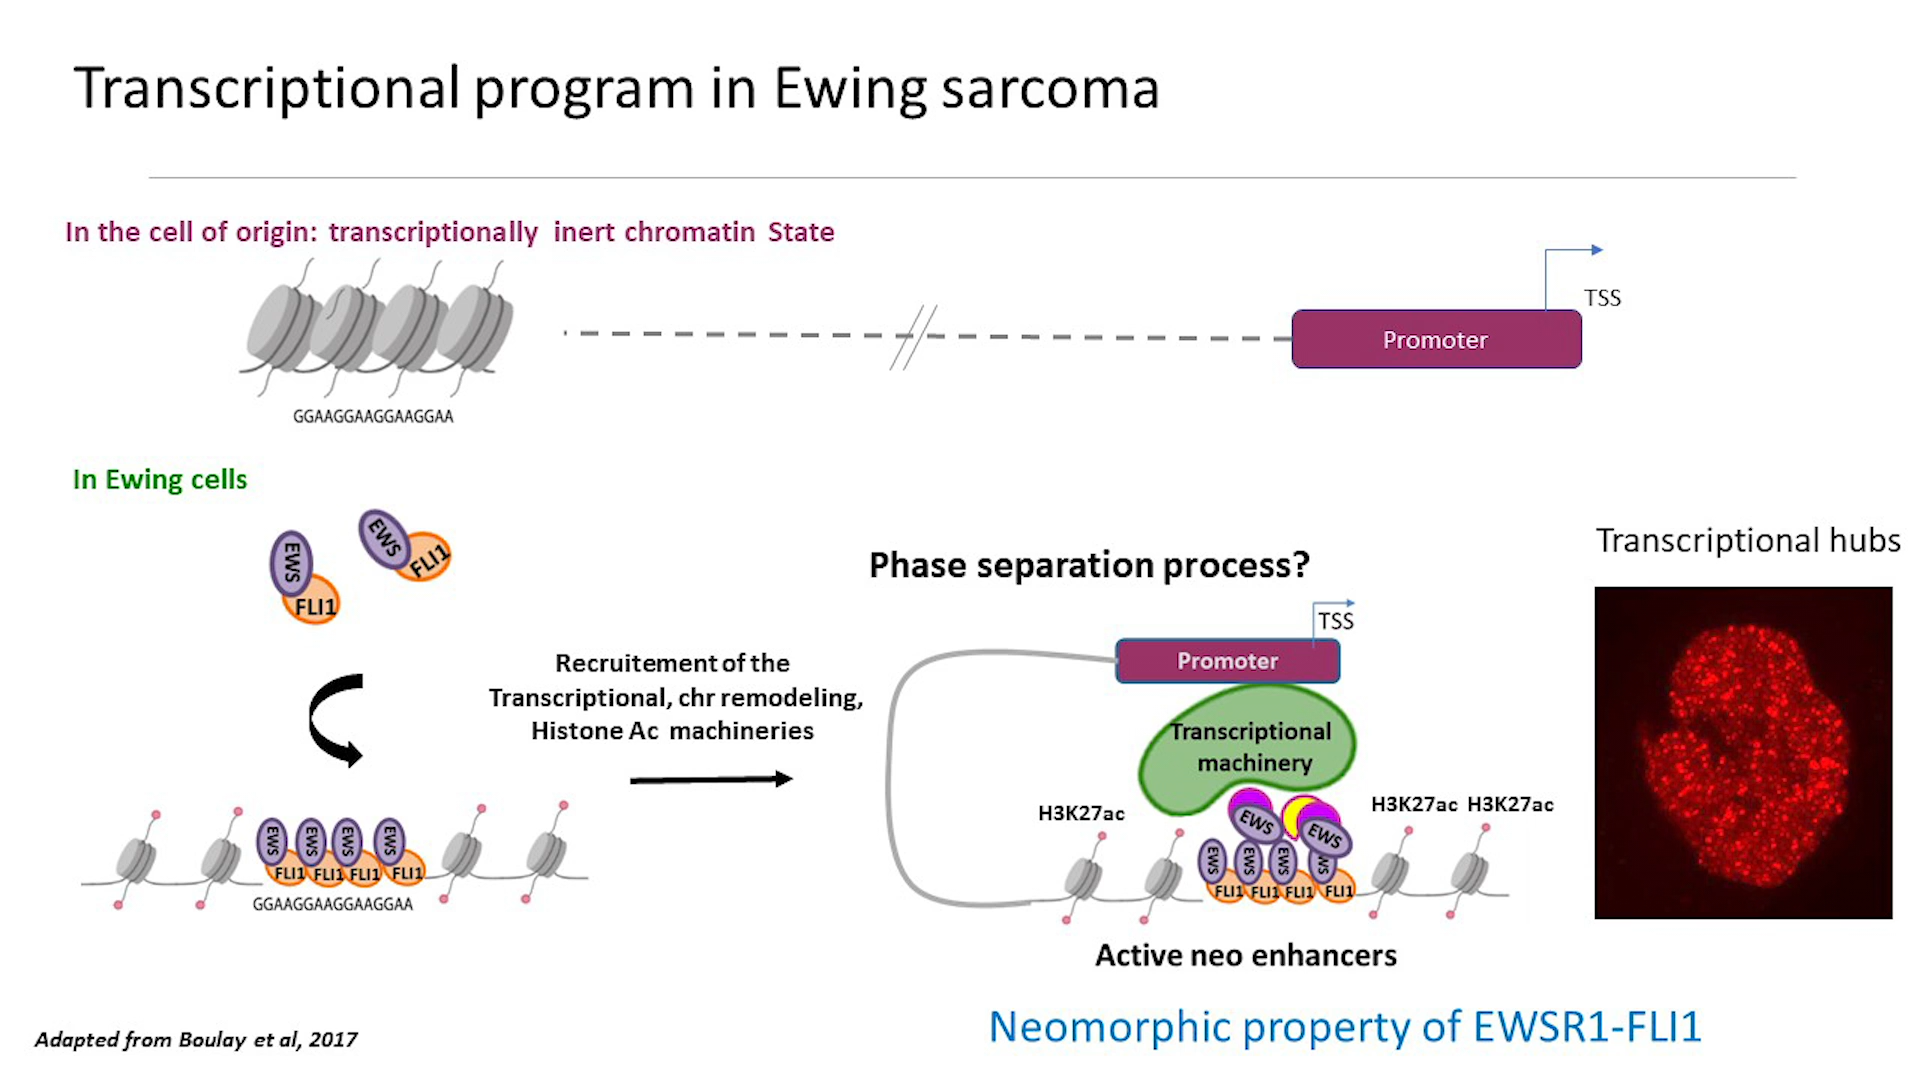 Transcriptional program in Ewing sarcoma
In the cell of origin: transcriptionally inert chromatin State
TSS
Promoter
GGAAGGAAGGAAGGAA
In Ewing cells
EWS
FLI1
EWS
FLI1
Recruitement of the
Transcriptional, chr remodeling,
Histone Ac machineries
EWS EWS EWS EWS
FLI1 FLI1 FLI1 FLI1
GGAAGGAAGGAAGGAA
Phase separation process?
TSS
Promoter
Transcriptional
machinery
H3K27ac
H3K27ac H3K27ac
EWS EWS
EWS EWS EWS EWS
FLI1 FLI1 FLI1 FLI1
Active neo enhancers
Transcriptional hubs
Neomorphic property of EWSR1-FLI1
Adapted from Boulay et al, 2017